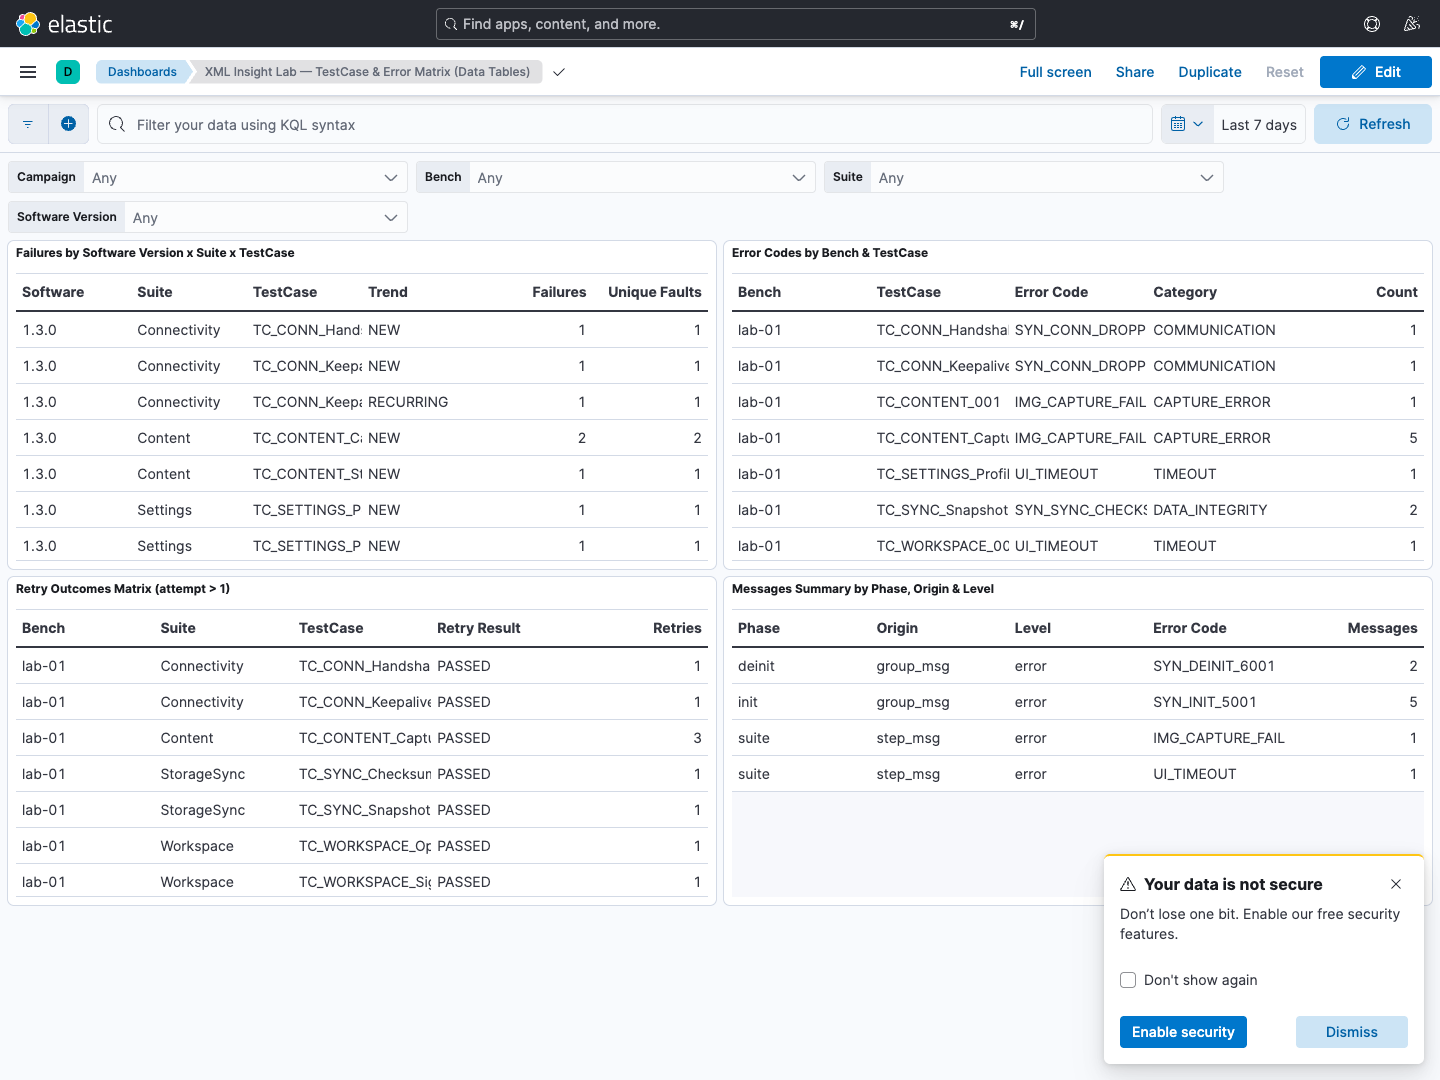 elastic
Find apps, content, and more.
⌘/
D
Dashboards
XML Insight Lab — TestCase & Error Matrix (Data Tables)
Full screen
Share
Duplicate
Reset
Edit
Filter your data using KQL syntax
Last 7 days
Refresh
Campaign Any
Bench Any
Suite Any
Software Version Any
Failures by Software Version x Suite x TestCase
Software Suite TestCase Trend Failures Unique Faults
1.3.0 Connectivity TC_CONN_Hands NEW 1 1
1.3.0 Connectivity TC_CONN_Keepa NEW 1 1
1.3.0 Connectivity TC_CONN_Keepa RECURRING 1 1
1.3.0 Content TC_CONTENT_Ca NEW 2 2
1.3.0 Content TC_CONTENT_St NEW 1 1
1.3.0 Settings TC_SETTINGS_P NEW 1 1
1.3.0 Settings TC_SETTINGS_P NEW 1 1
Error Codes by Bench & TestCase
Bench TestCase Error Code Category Count
lab-01 TC_CONN_Handsha SYN_CONN_DROPP COMMUNICATION 1
lab-01 TC_CONN_Keepalive SYN_CONN_DROPP COMMUNICATION 1
lab-01 TC_CONTENT_001 IMG_CAPTURE_FAIL CAPTURE_ERROR 1
lab-01 TC_CONTENT_Captu IMG_CAPTURE_FAIL CAPTURE_ERROR 5
lab-01 TC_SETTINGS_Profil UI_TIMEOUT TIMEOUT 1
lab-01 TC_SYNC_Snapshot SYN_SYNC_CHECKS DATA_INTEGRITY 2
lab-01 TC_WORKSPACE_00 UI_TIMEOUT TIMEOUT 1
Retry Outcomes Matrix (attempt > 1)
Bench Suite TestCase Retry Result Retries
lab-01 Connectivity TC_CONN_Handsha PASSED 1
lab-01 Connectivity TC_CONN_Keepalive PASSED 1
lab-01 Content TC_CONTENT_Captu PASSED 3
lab-01 StorageSync TC_SYNC_Checksum PASSED 1
lab-01 StorageSync TC_SYNC_Snapshot PASSED 1
lab-01 Workspace TC_WORKSPACE_Op PASSED 1
lab-01 Workspace TC_WORKSPACE_Sig PASSED 1
Messages Summary by Phase, Origin & Level
Phase Origin Level Error Code Messages
deinit group_msg error SYN_DEINIT_6001 2
init group_msg error SYN_INIT_5001 5
suite step_msg error IMG_CAPTURE_FAIL 1
suite step_msg error UI_TIMEOUT 1
Your data is not secure
Don’t lose one bit. Enable our free security
features.
Don't show again
Enable security
Dismiss